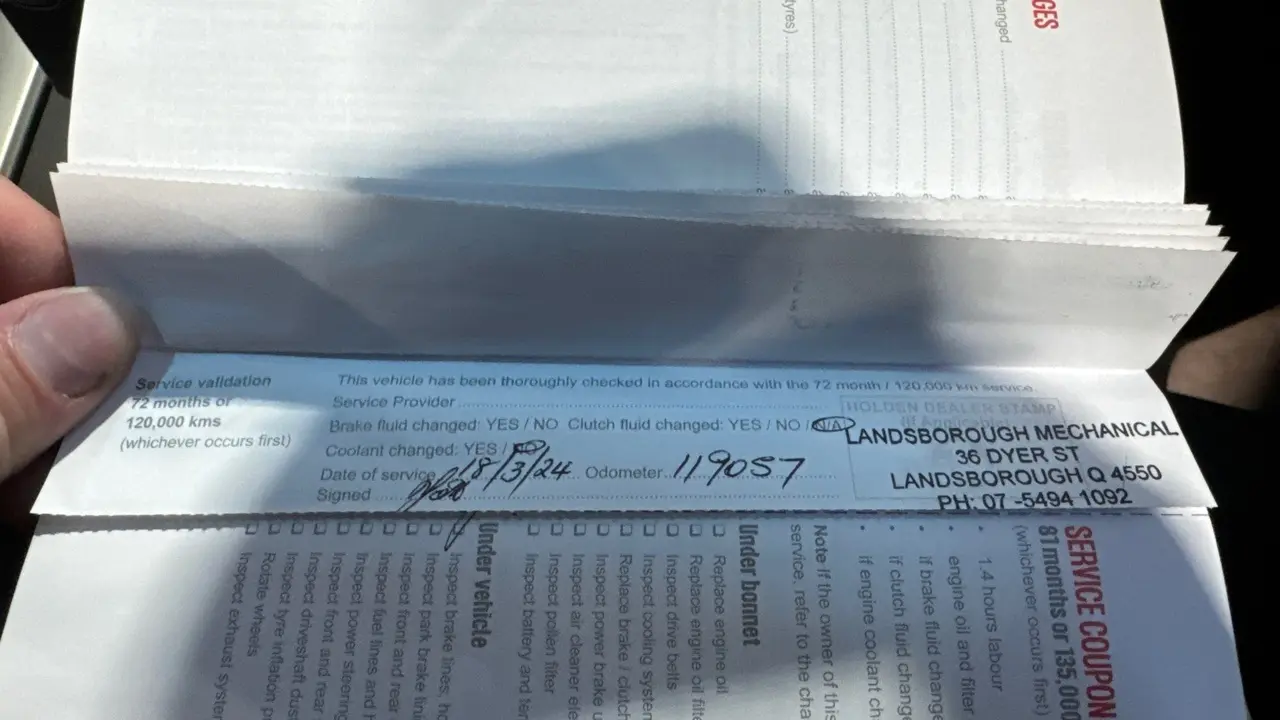 GES
hanged
yres)
Service validation
72 months or
120,000 kms
(whichever occurs first)
This vehicle has been thoroughly checked in accordance with the 72 month / 120,000 km service.
Service Provider
Brake fluid changed: YES / NO Clutch fluid changed: YES / NO / N/A
Coolant changed: YES / NO
Date of service 18/3/24 Odometer 119057
Signed
HOLDEN DEALER STAMP
(If Applicable)
LANDSBOROUGH MECHANICAL
36 DYER ST
LANDSBOROUGH Q 4550
PH: 07 -5494 1092
SERVICE COUPON
81 months or 135,000
(whichever occurs first)
• 1.4 hours labour
engine oil and filter
• If brake fluid change
• if clutch fluid change
• if engine coolant ch
Note If the owner of this
service, refer to the cha
Under bonnet
Replace engine oil
Replace engine oil filte
Inspect drive belts
Inspect cooling system
Replace brake / clutch
Inspect power brake u
Inspect air cleaner ele
Inspect pollen filter
Inspect battery and ter
Under vehicle
Inspect brake lines, ho
Inspect park brake lini
Inspect front and rear
Inspect fuel lines and h
Inspect power steering
Inspect front and rear
Inspect driveshaft dus
Inspect tyre inflation p
Rotate wheels
Inspect exhaust system